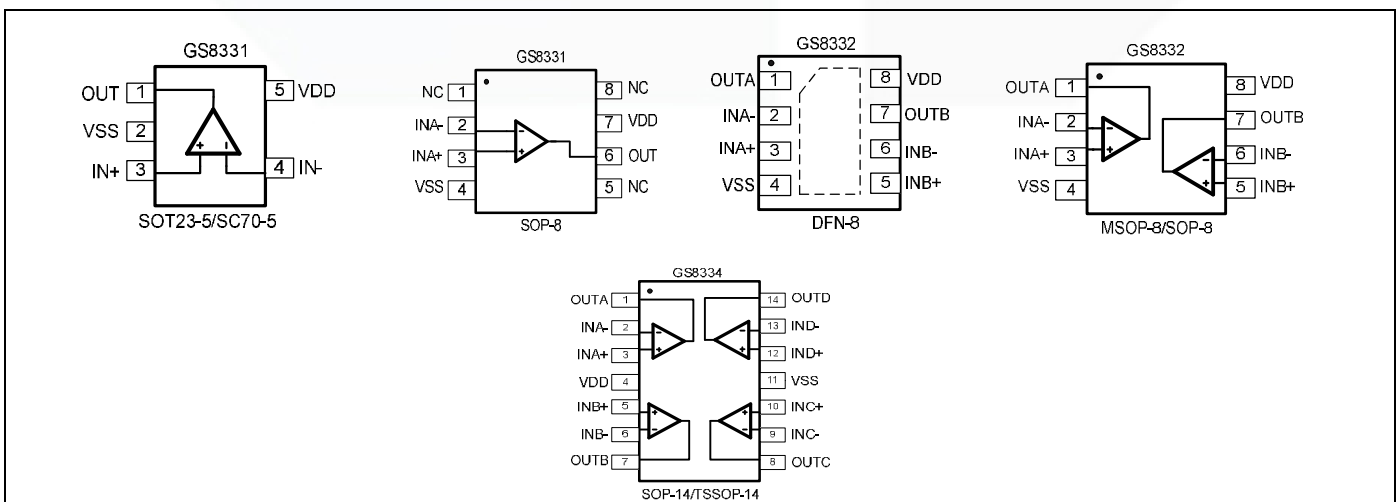 GS8331
OUT 1
5 VDD
VSS 2
IN+ 3
4 IN-
+ -
SOT23-5/SC70-5
GS8331
NC 1
8 NC
INA- 2
7 VDD
INA+ 3
6 OUT
VSS 4
5 NC
-
+
SOP-8
GS8332
OUTA 1
8 VDD
INA- 2
7 OUTB
INA+ 3
6 INB-
VSS 4
5 INB+
DFN-8
GS8332
OUTA 1
8 VDD
INA- 2
7 OUTB
INA+ 3
6 INB-
VSS 4
5 INB+
-
+
-
+
MSOP-8/SOP-8
GS8334
OUTA 1
14 OUTD
INA- 2
13 IND-
INA+ 3
12 IND+
VDD 4
11 VSS
INB+ 5
10 INC+
INB- 6
9 INC-
OUTB 7
8 OUTC
-
+
-
+
+
-
+
-
SOP-14/TSSOP-14